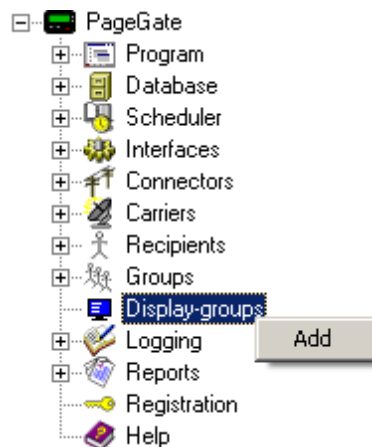 PageGate
Program
Database
Scheduler
Interfaces
Connectors
Carriers
Recipients
Groups
Display-groups
Add
Logging
Reports
Registration
Help